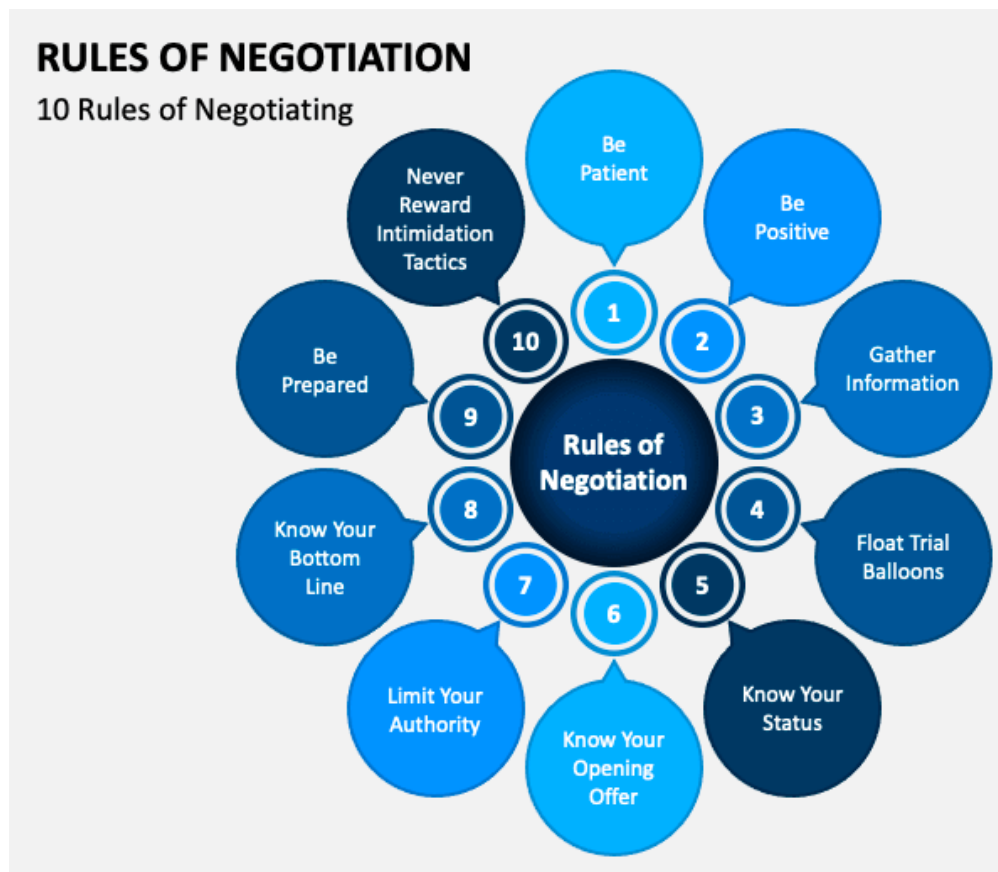 RULES OF NEGOTIATION
10 Rules of Negotiating
Be
Patient
1
Be
Positive
2
Gather
Information
3
Float Trial
Balloons
4
Know Your
Status
5
Know Your
Opening
Offer
6
Limit Your
Authority
7
Know Your
Bottom
Line
8
Be
Prepared
9
Never
Reward
Intimidation
Tactics
10
Rules of
Negotiation